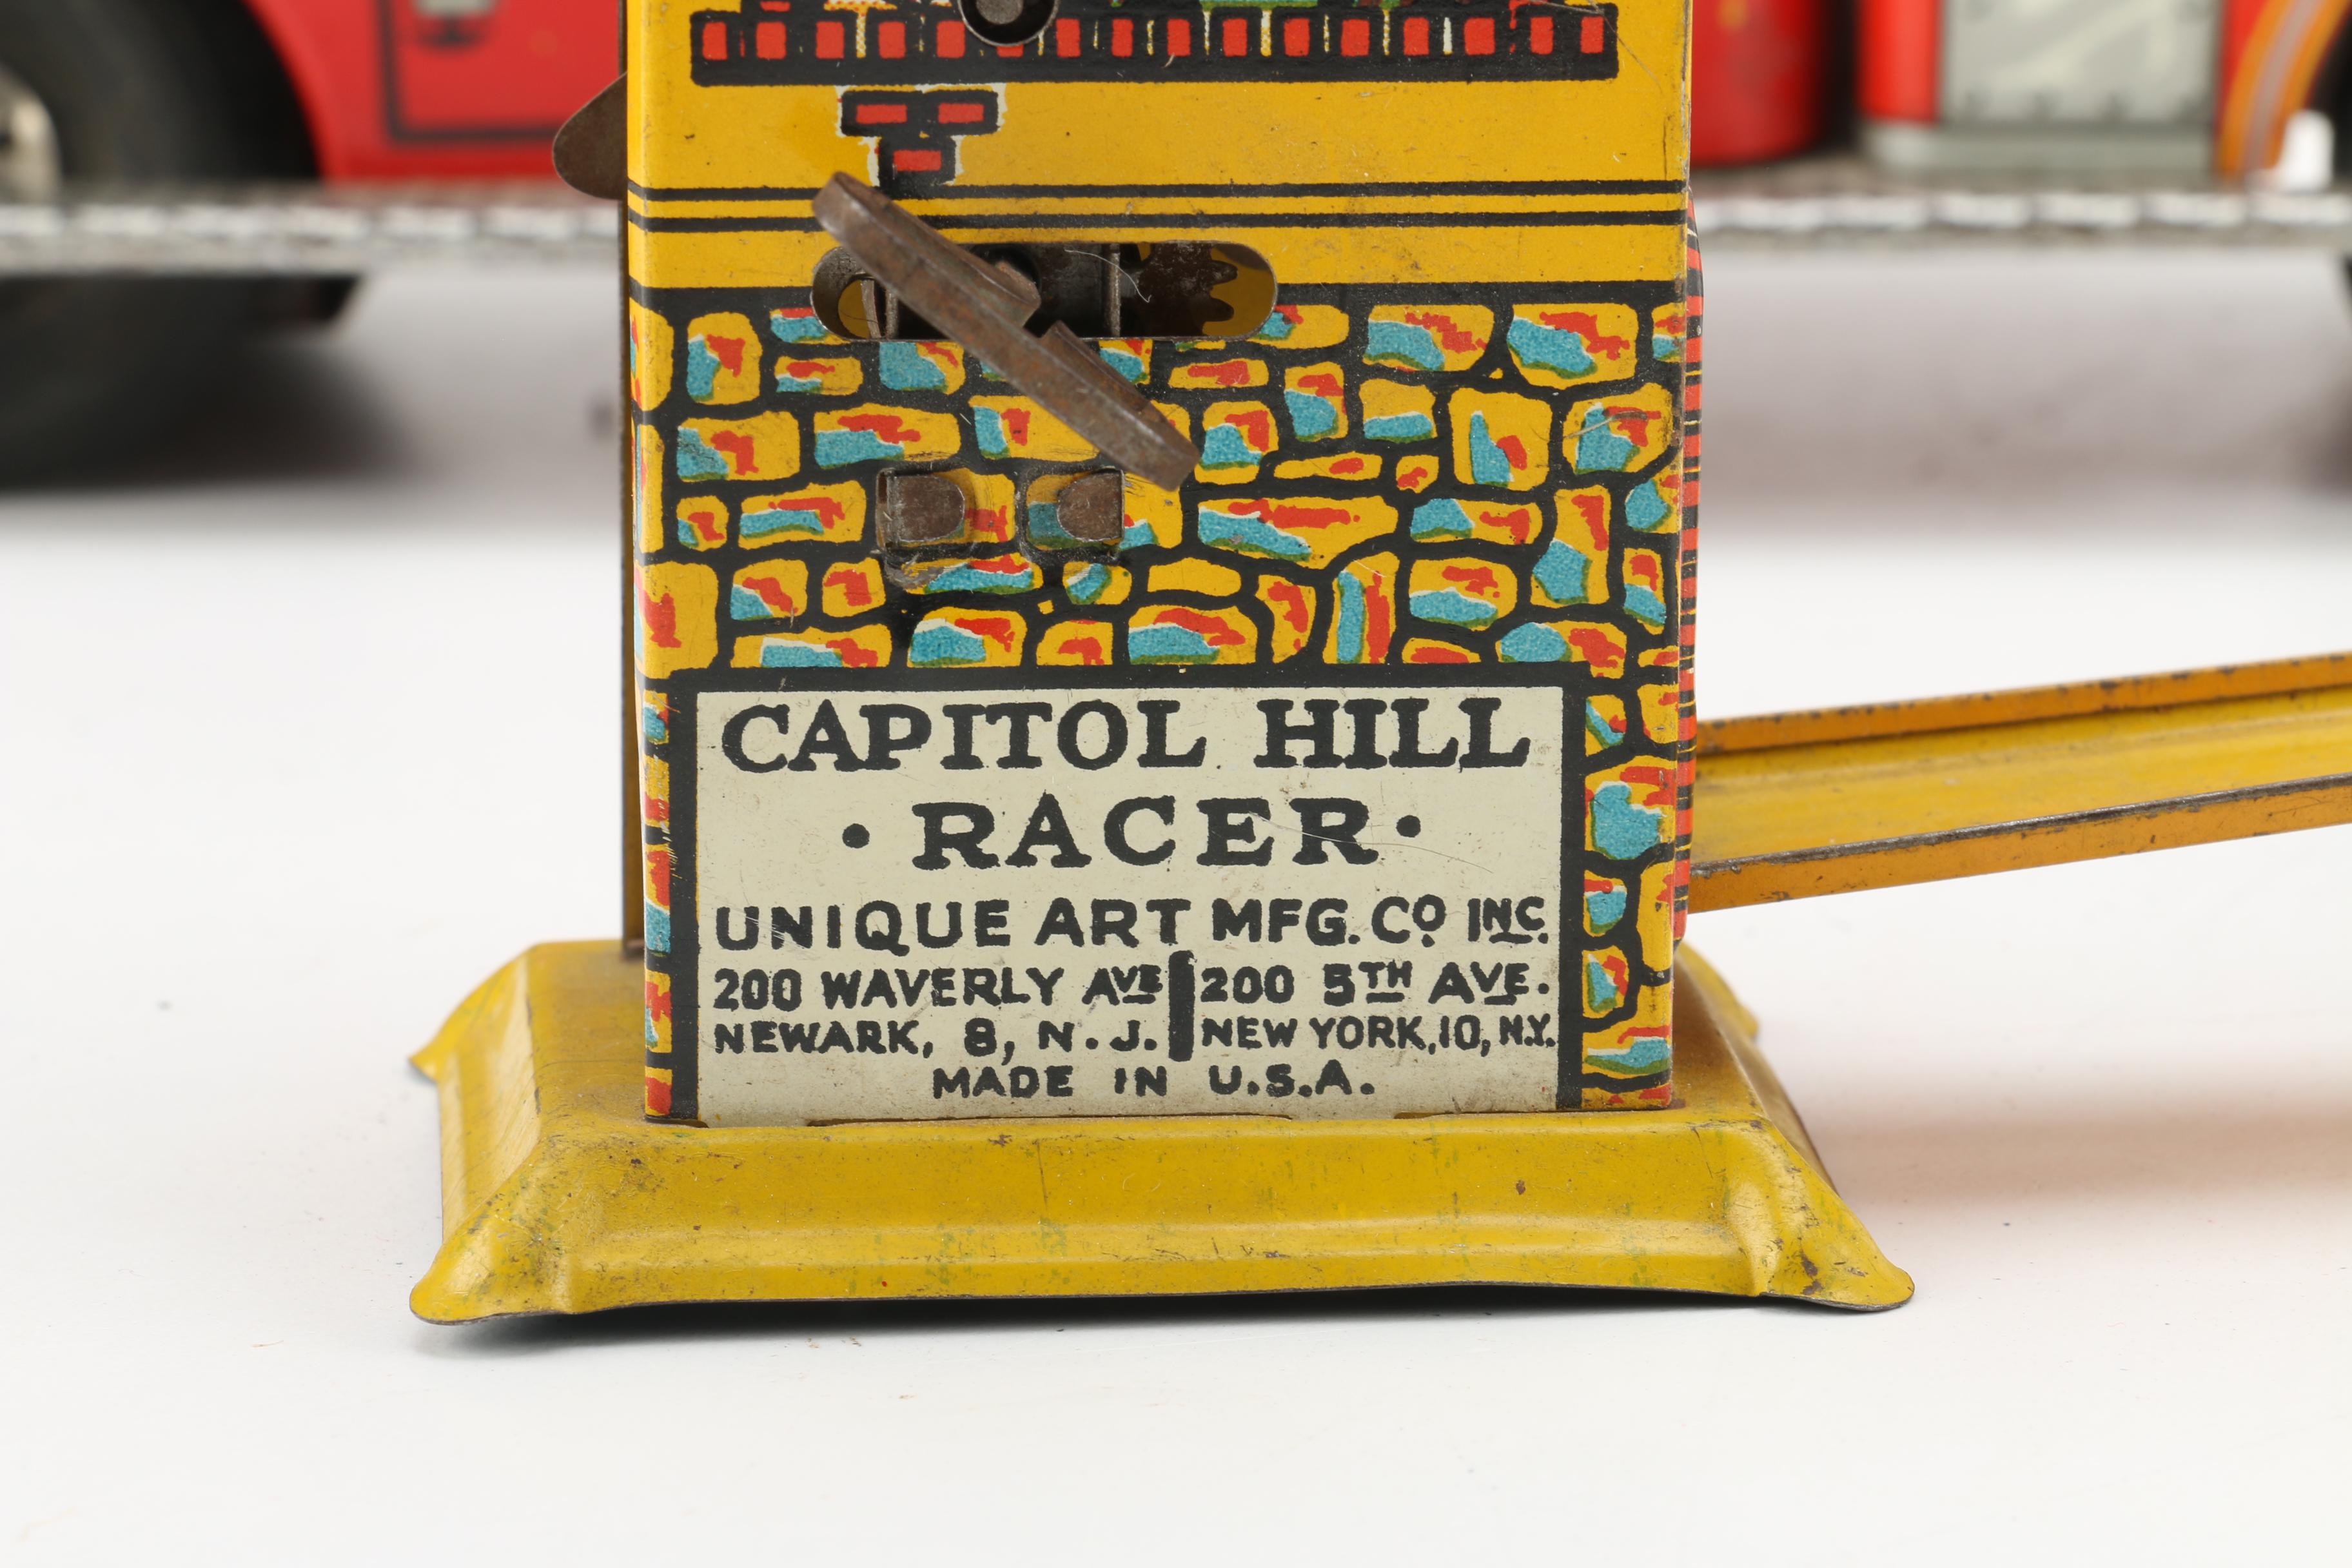 CAPITOL HILL
• RACER •
UNIQUE ART MFG. CO. INC.
200 WAVERLY AVE 200 5TH AVE.
NEWARK, 8, N.J. NEW YORK, 10, N.Y.
MADE IN U.S.A.